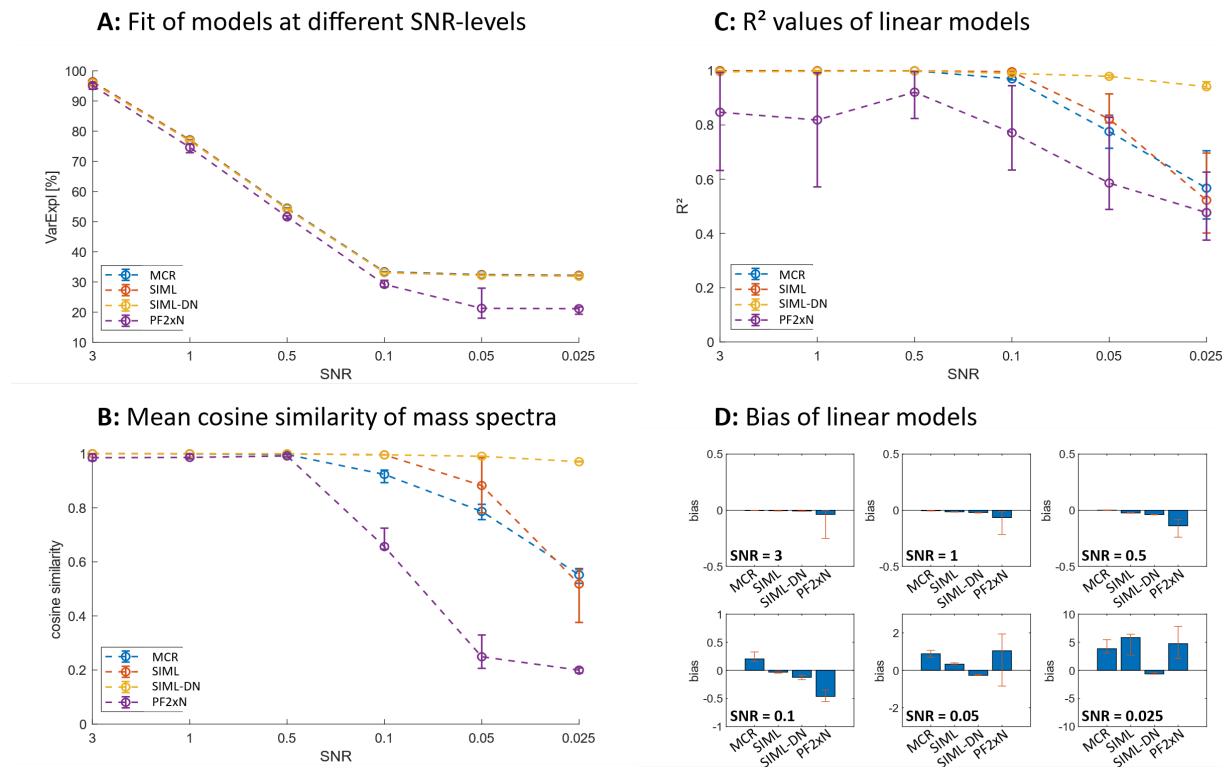 A: Fit of models at different SNR-levels
VarExpl [%]
100
90
80
70
60
50
40
30
20
10
3
1
0.5
0.1
0.05
0.025
SNR
MCR
SIML
SIML-DN
PF2xN
C: R² values of linear models
R²
1
0.8
0.6
0.4
0.2
0
3
1
0.5
0.1
0.05
0.025
SNR
MCR
SIML
SIML-DN
PF2xN
B: Mean cosine similarity of mass spectra
cosine similarity
1
0.8
0.6
0.4
0.2
0
3
1
0.5
0.1
0.05
0.025
SNR
MCR
SIML
SIML-DN
PF2xN
D: Bias of linear models
bias
0.5
0
-0.5
SNR = 3
MCR
SIML
SIML-DN
PF2xN
bias
0.5
0
-0.5
SNR = 1
MCR
SIML
SIML-DN
PF2xN
bias
0.5
0
-0.5
SNR = 0.5
MCR
SIML
SIML-DN
PF2xN
bias
1
0.5
0
-0.5
-1
SNR = 0.1
MCR
SIML
SIML-DN
PF2xN
bias
2
0
-2
SNR = 0.05
MCR
SIML
SIML-DN
PF2xN
bias
10
5
0
-5
-10
SNR = 0.025
MCR
SIML
SIML-DN
PF2xN